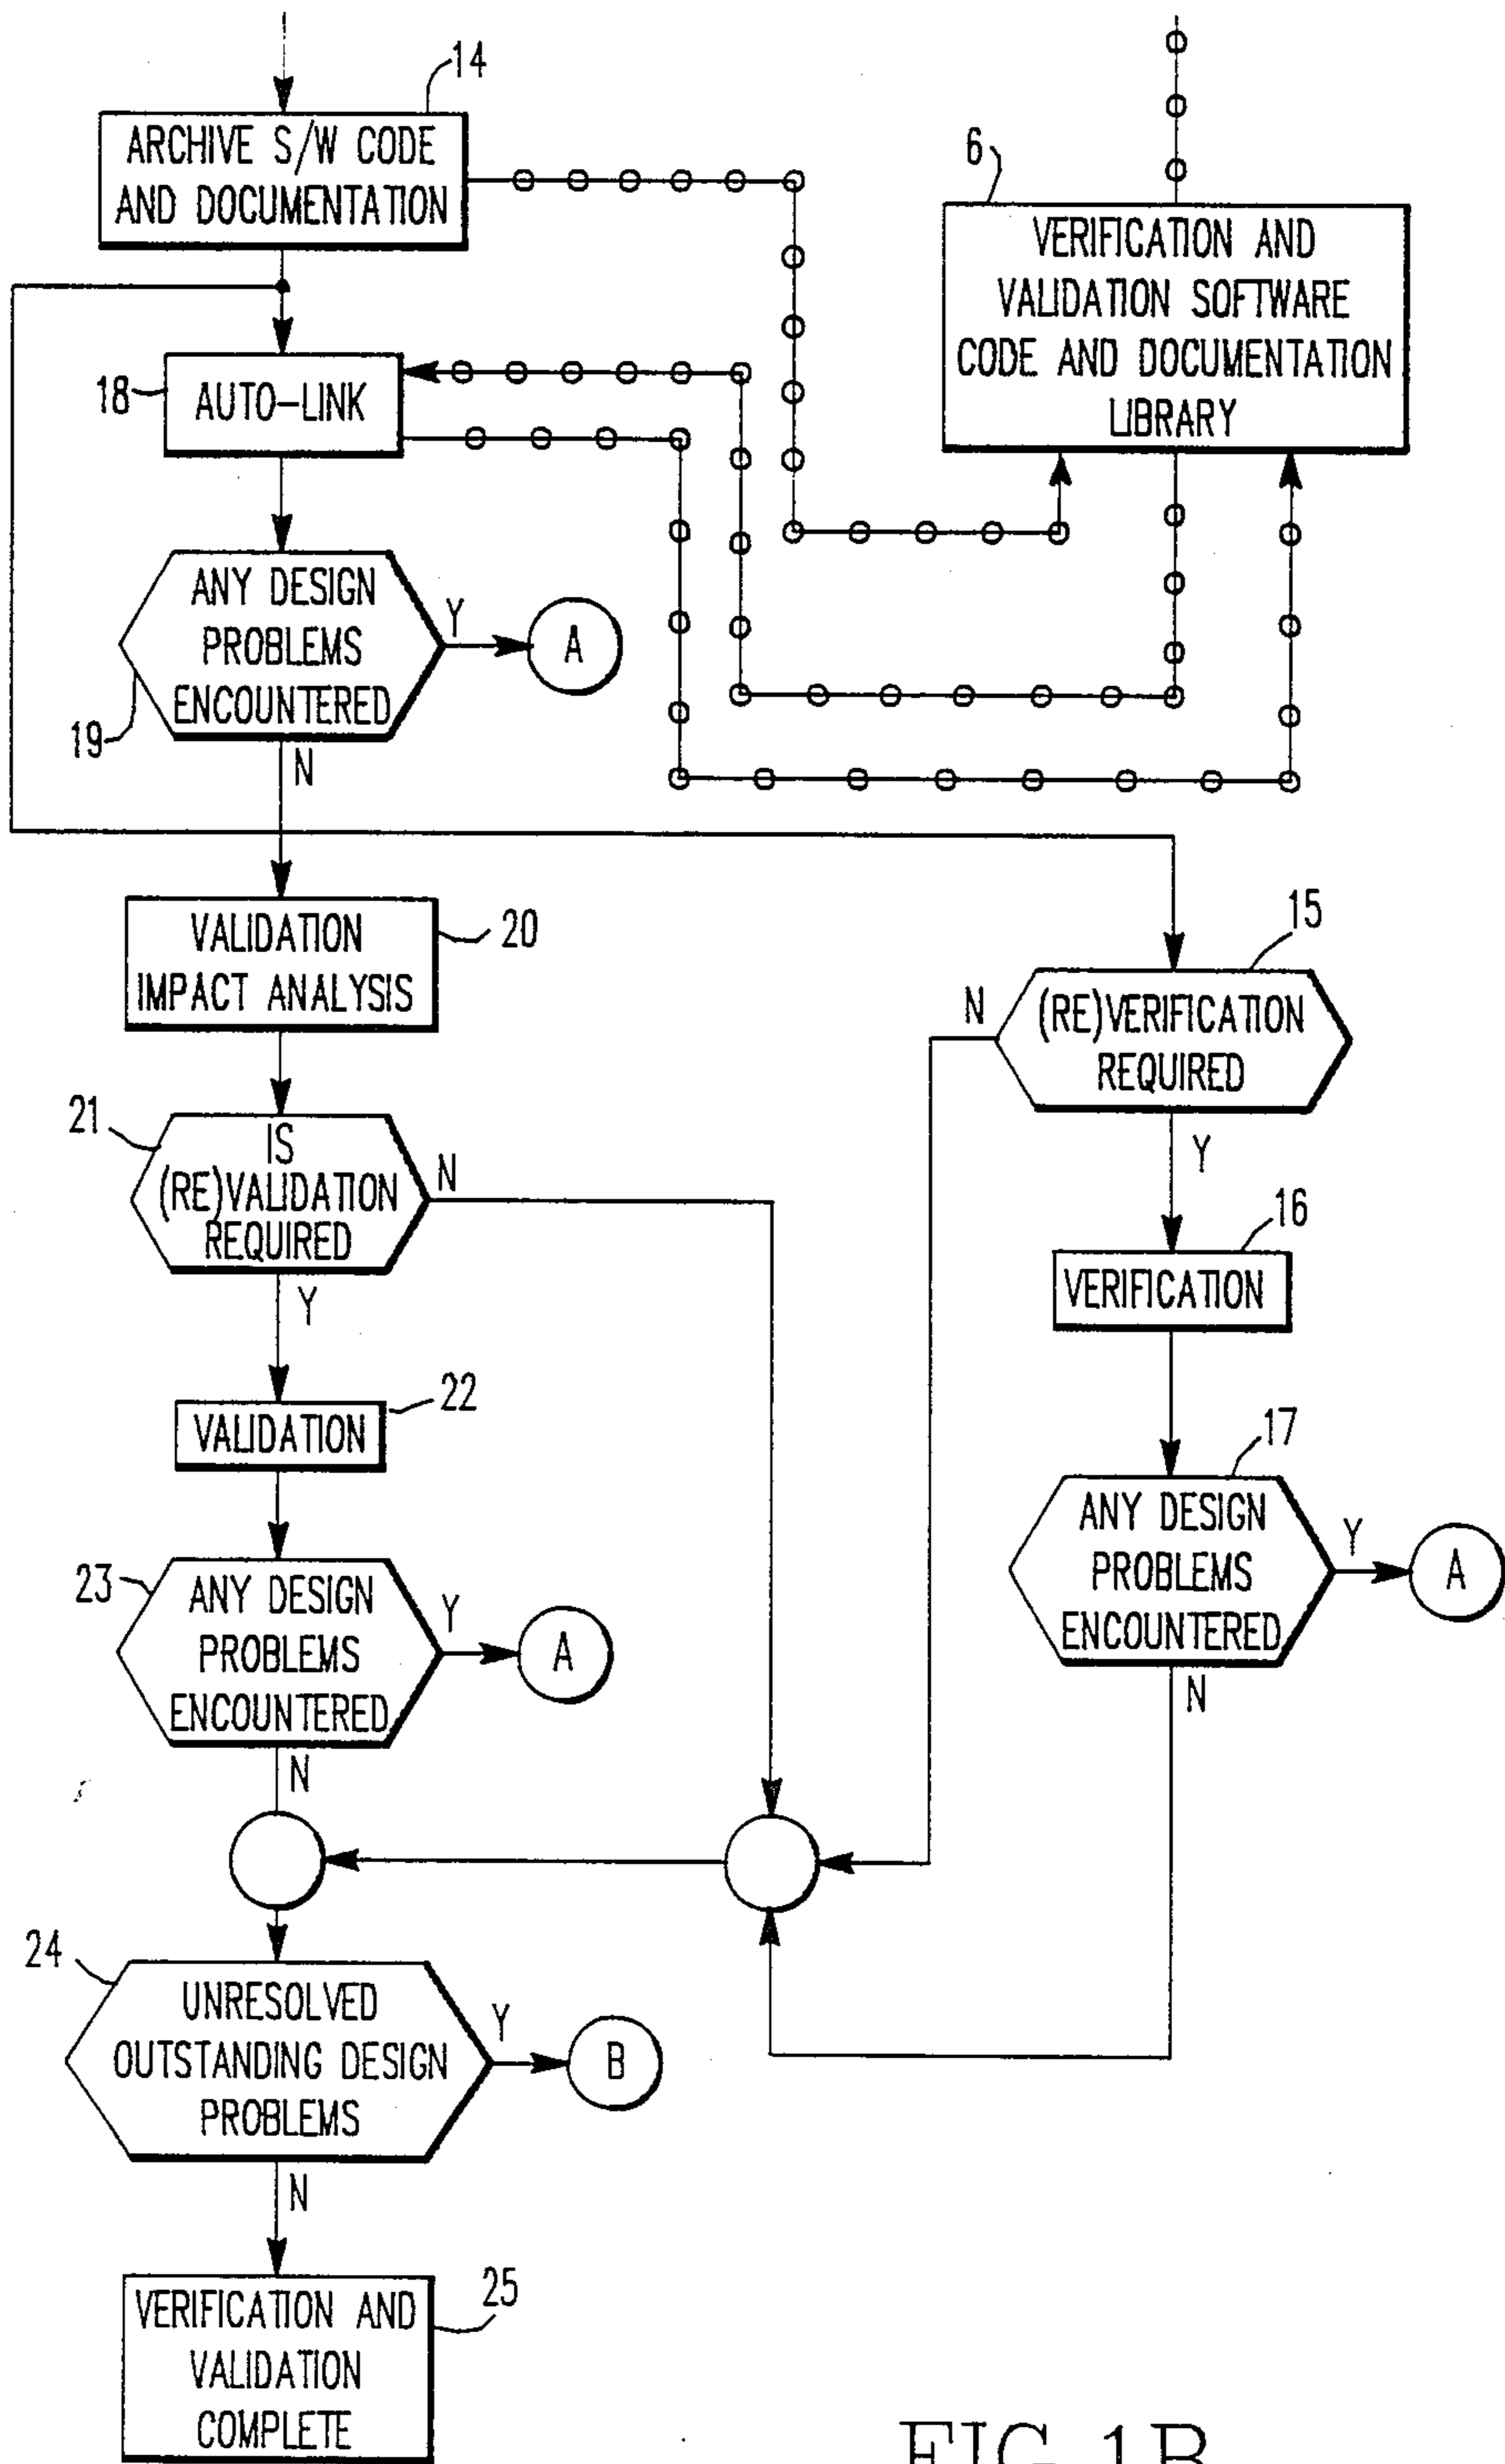 14
ARCHIVE S/W CODE
AND DOCUMENTATION
6
VERIFICATION AND
VALIDATION SOFTWARE
CODE AND DOCUMENTATION
LIBRARY
18
AUTO-LINK
ANY DESIGN
PROBLEMS
ENCOUNTERED
Y
A
19
N
VALIDATION
IMPACT ANALYSIS
20
15
N
(RE)VERIFICATION
REQUIRED
Y
21
IS
(RE)VALIDATION
REQUIRED
N
Y
16
VERIFICATION
22
VALIDATION
17
ANY DESIGN
PROBLEMS
ENCOUNTERED
Y
A
N
23
ANY DESIGN
PROBLEMS
ENCOUNTERED
Y
A
N
24
UNRESOLVED
OUTSTANDING DESIGN
PROBLEMS
Y
B
N
25
VERIFICATION AND
VALIDATION
COMPLETE
FIG. 1B